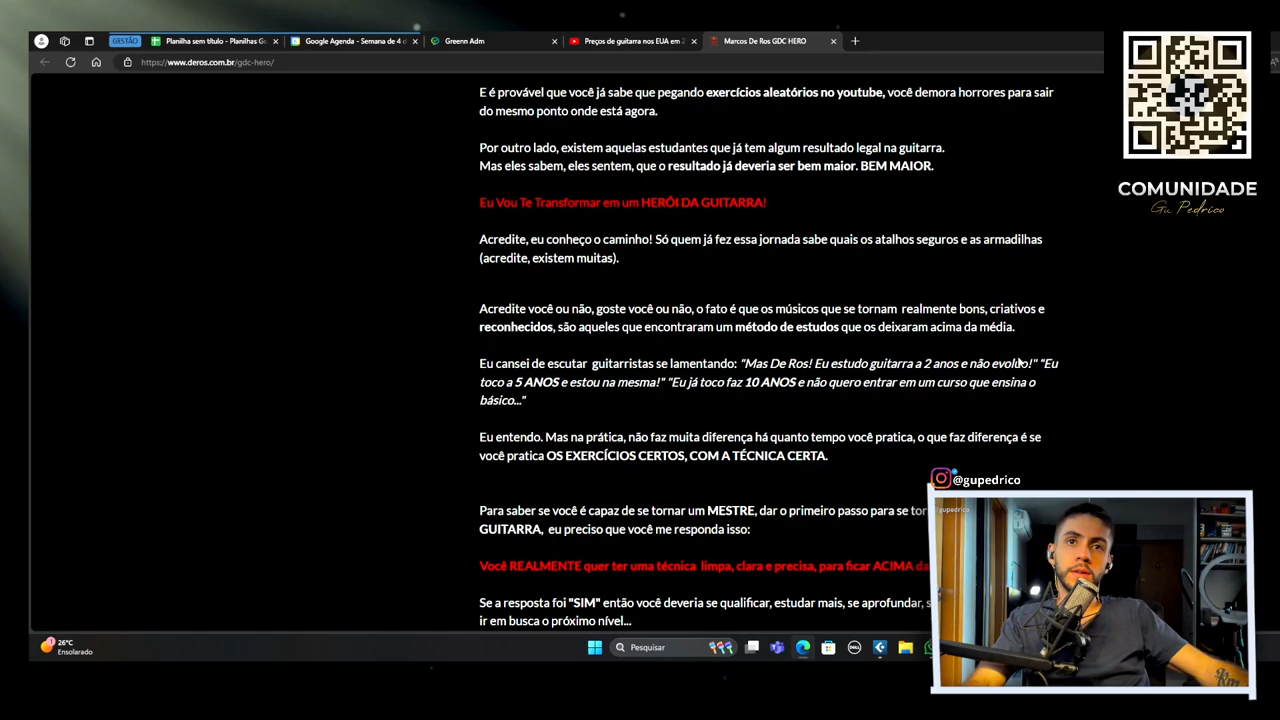 GESTÃO
Planilha sem título - Planilhas G
Google Agenda - Semana de 4 d
Greenn Adm
Preços de guitarra nos EUA em 2
Marcos De Ros GDC HERO
https://www.deros.com.br/gdc-hero/
COMUNIDADE
Gu Pedrico
E é provável que você já sabe que pegando exercícios aleatórios no youtube, você demora horrores para sair
do mesmo ponto onde está agora.
Por outro lado, existem aquelas estudantes que já tem algum resultado legal na guitarra.
Mas eles sabem, eles sentem, que o resultado já deveria ser bem maior. BEM MAIOR.
Eu Vou Te Transformar em um HERÓI DA GUITARRA!
Acredite, eu conheço o caminho! Só quem já fez essa jornada sabe quais os atalhos seguros e as armadilhas
(acredite, existem muitas).
Acredite você ou não, goste você ou não, o fato é que os músicos que se tornam realmente bons, criativos e
reconhecidos, são aqueles que encontraram um método de estudos que os deixaram acima da média.
Eu cansei de escutar guitarristas se lamentando: "Mas De Ros! Eu estudo guitarra a 2 anos e não evoluo!" "Eu
toco a 5 ANOS e estou na mesma!" "Eu já toco faz 10 ANOS e não quero entrar em um curso que ensina o
básico..."
Eu entendo. Mas na prática, não faz muita diferença há quanto tempo você pratica, o que faz diferença é se
você pratica OS EXERCÍCIOS CERTOS, COM A TÉCNICA CERTA.
Para saber se você é capaz de se tornar um MESTRE, dar o primeiro passo para se tor
GUITARRA, eu preciso que você me responda isso:
Você REALMENTE quer ter uma técnica limpa, clara e precisa, para ficar ACIMA da
Se a resposta foi "SIM" então você deveria se qualificar, estudar mais, se aprofundar, s
ir em busca o próximo nível...
@gupedrico
@gupedrico
26°C
Ensolarado
Pesquisar